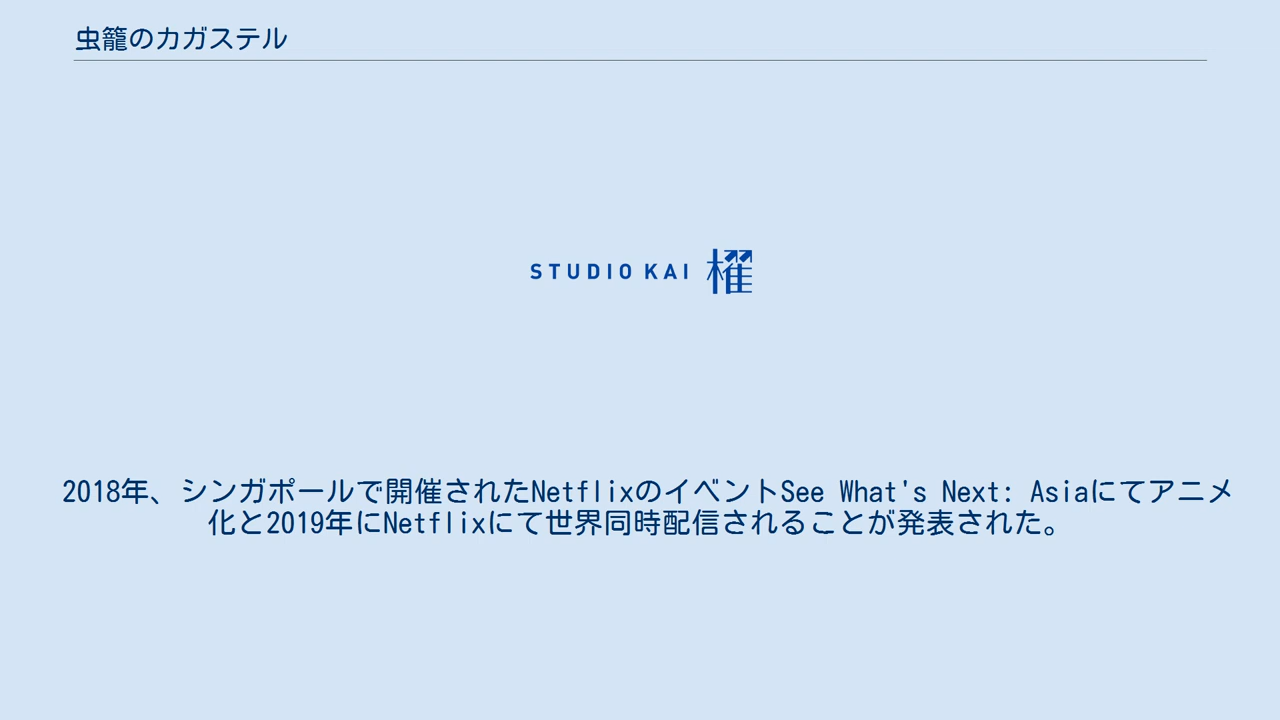 虫籠のカガステル
STUDIO KAI 櫂
2018年、シンガポールで開催されたNetflixのイベントSee What's Next: Asiaにてアニメ
化と2019年にNetflixにて世界同時配信されることが発表された。